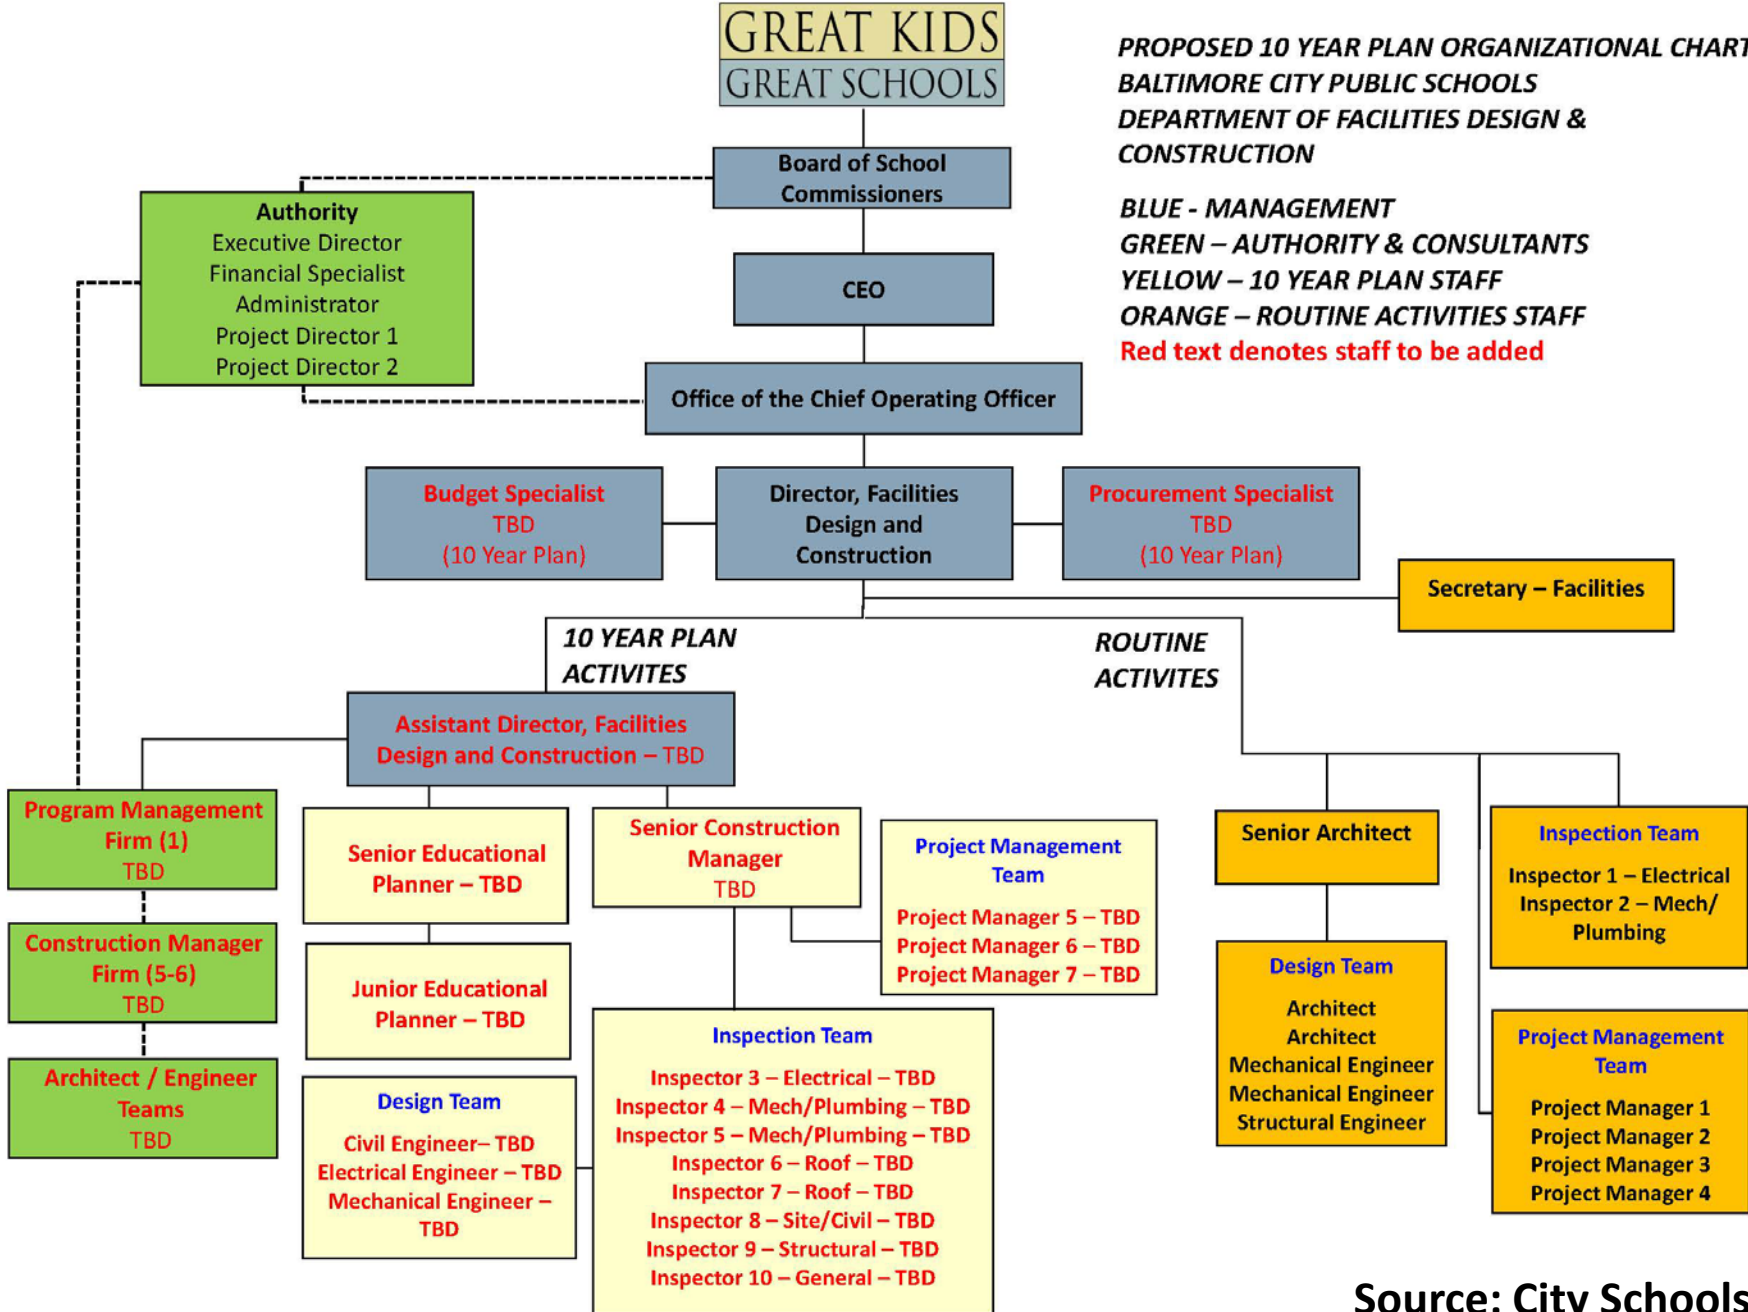 GREAT KIDS
GREAT SCHOOLS
PROPOSED 10 YEAR PLAN ORGANIZATIONAL CHART
BALTIMORE CITY PUBLIC SCHOOLS
DEPARTMENT OF FACILITIES DESIGN &
CONSTRUCTION
BLUE - MANAGEMENT
GREEN – AUTHORITY & CONSULTANTS
YELLOW – 10 YEAR PLAN STAFF
ORANGE – ROUTINE ACTIVITIES STAFF
Red text denotes staff to be added
Board of School
Commissioners
Authority
Executive Director
Financial Specialist
Administrator
Project Director 1
Project Director 2
CEO
Office of the Chief Operating Officer
Budget Specialist
TBD
(10 Year Plan)
Director, Facilities
Design and
Construction
Procurement Specialist
TBD
(10 Year Plan)
Secretary – Facilities
10 YEAR PLAN
ACTIVITES
ROUTINE
ACTIVITES
Assistant Director, Facilities
Design and Construction – TBD
Program Management
Firm (1)
TBD
Construction Manager
Firm (5-6)
TBD
Architect / Engineer
Teams
TBD
Senior Educational
Planner – TBD
Junior Educational
Planner – TBD
Design Team
Civil Engineer– TBD
Electrical Engineer – TBD
Mechanical Engineer –
TBD
Senior Construction
Manager
TBD
Project Management
Team
Project Manager 5 – TBD
Project Manager 6 – TBD
Project Manager 7 – TBD
Inspection Team
Inspector 3 – Electrical – TBD
Inspector 4 – Mech/Plumbing – TBD
Inspector 5 – Mech/Plumbing – TBD
Inspector 6 – Roof – TBD
Inspector 7 – Roof – TBD
Inspector 8 – Site/Civil – TBD
Inspector 9 – Structural – TBD
Inspector 10 – General – TBD
Senior Architect
Design Team
Architect
Architect
Mechanical Engineer
Mechanical Engineer
Structural Engineer
Inspection Team
Inspector 1 – Electrical
Inspector 2 – Mech/
Plumbing
Project Management
Team
Project Manager 1
Project Manager 2
Project Manager 3
Project Manager 4
Source: City Schools